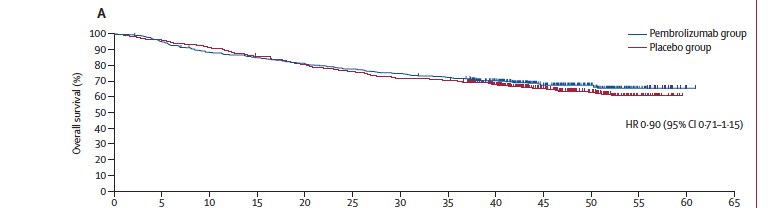 A
Pembrolizumab group
Placebo group
Overall survival (%)
100
90
80
70
60
50
40
30
20
10
0
HR 0·90 (95% CI 0·71–1·15)
0 5 10 15 20 25 30 35 40 45 50 55 60 65